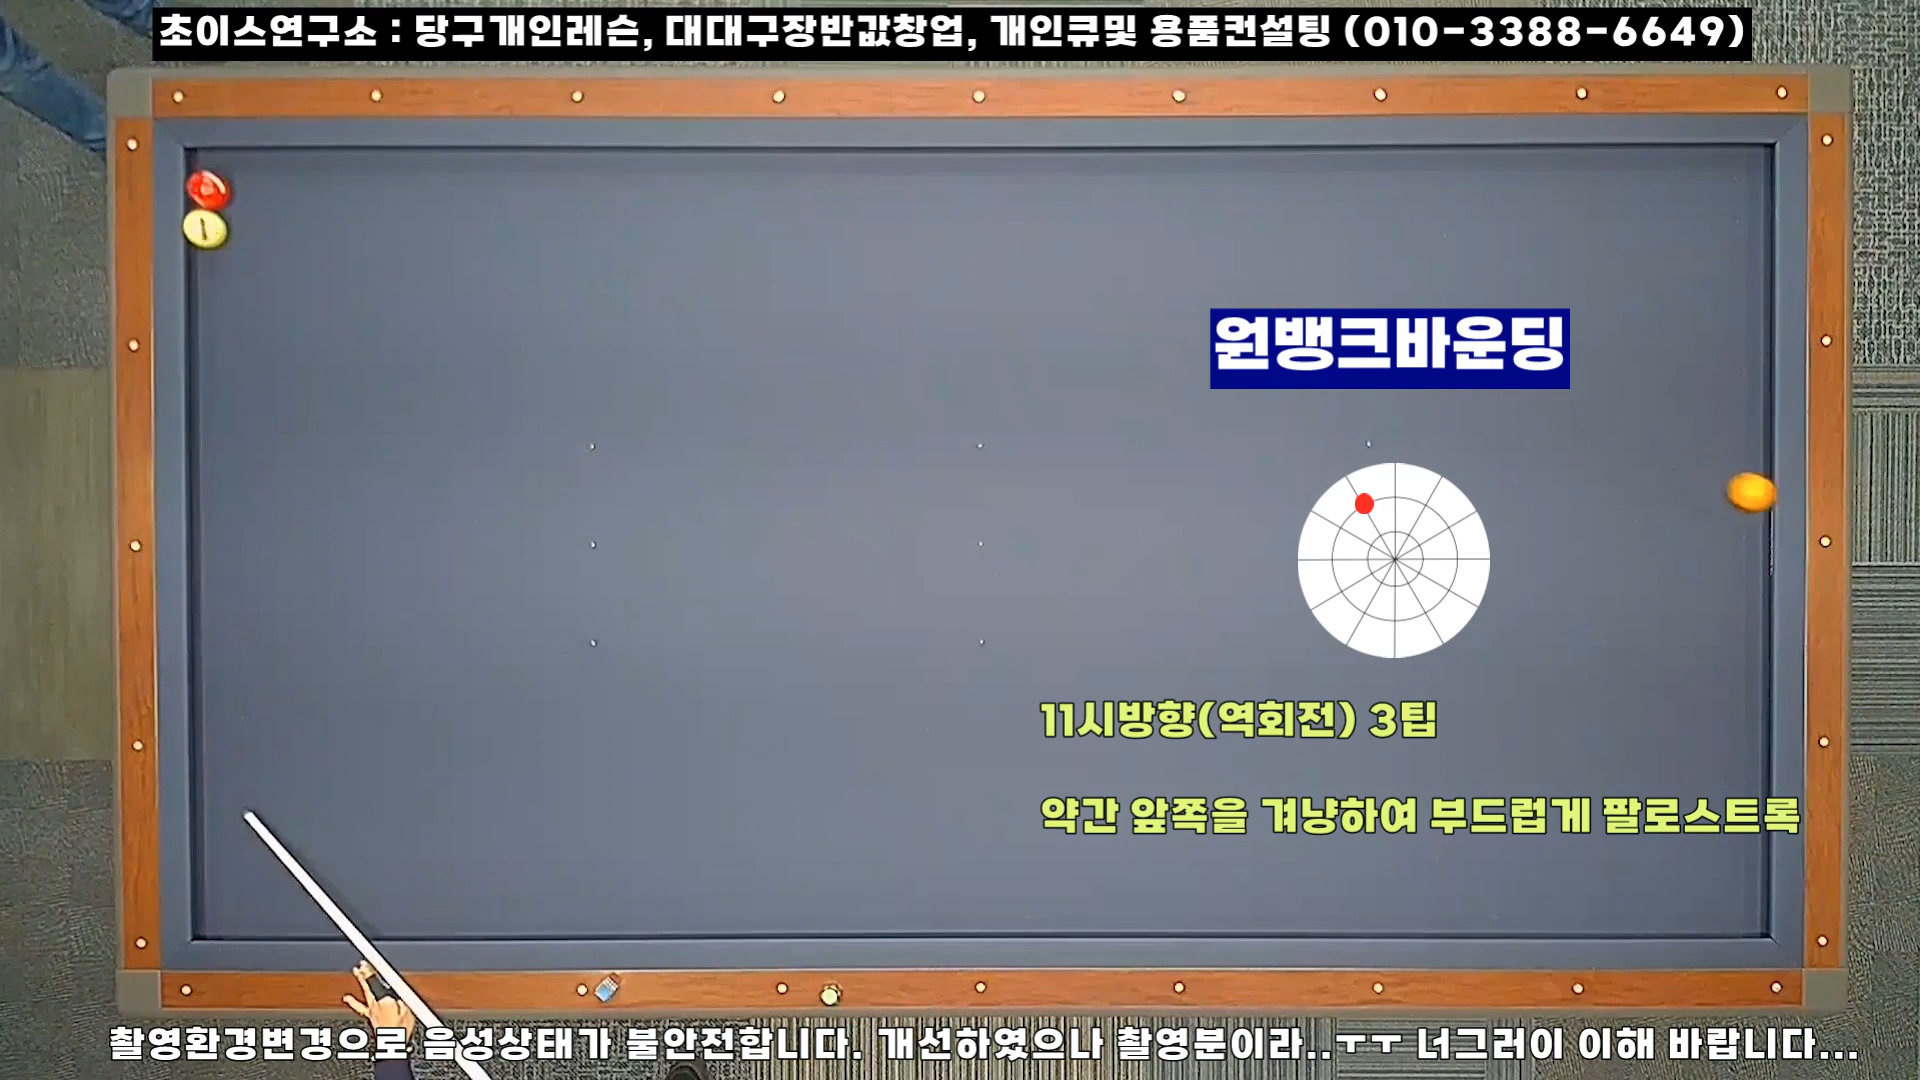 초이스연구소 : 당구개인레슨, 대대구장반값창업, 개인큐및 용품컨설팅 (010-3388-6649)
원뱅크바운딩
11시방향(역회전) 3팁
약간 앞쪽을 겨냥하여 부드럽게 팔로스트록
촬영환경변경으로 음성상태가 불안전합니다. 개선하였으나 촬영분이라..ㅜㅜ 너그러이 이해 바랍니다...